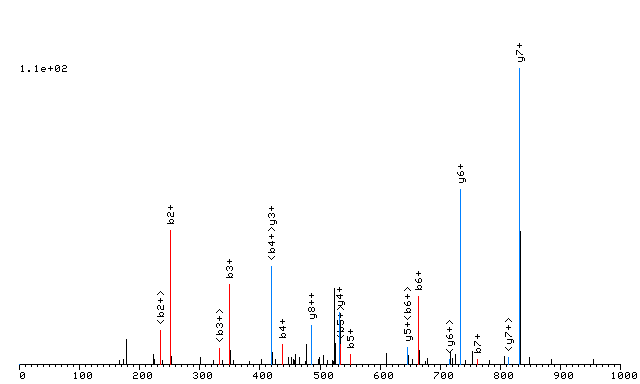 y7+
1.1e+02
y6+
b2+
<b4+>y3+
b3+
b6+
<b2+>
y8++
<b5+>y4+
y5+<b6+>
<b3+>
b4+
b5+
<y6+>
b7+
<y7+>
0 100 200 300 400 500 600 700 800 900 1000